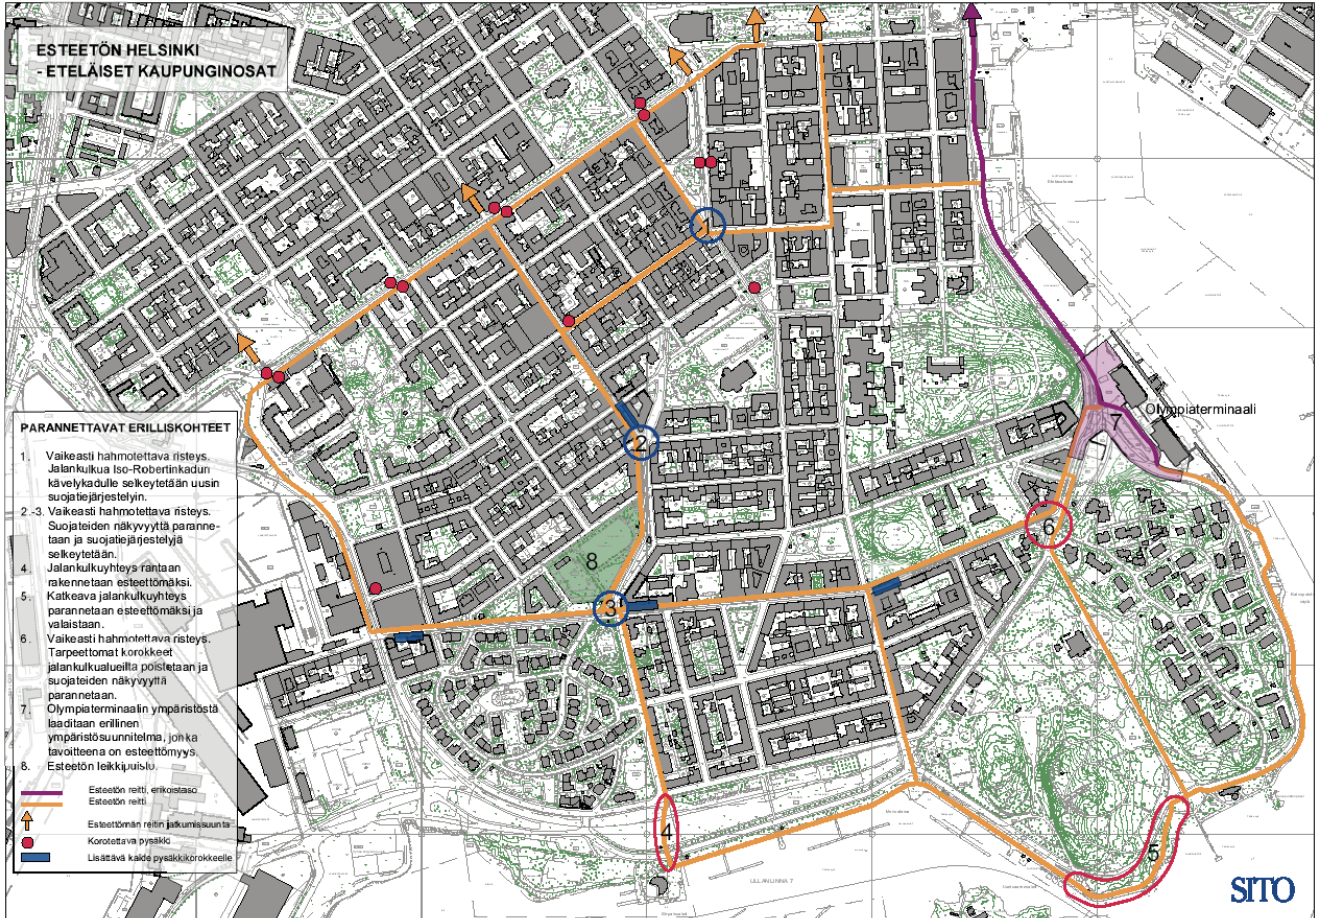 ESTEETÖN HELSINKI
- ETELÄISET KAUPUNGINOSAT
1
2
8
3
4
5
6
7
Olympiaterminaali
ULLANLINNA 7
PARANNETTAVAT ERILLISKOHTEET
1. Vaikeasti hahmotettava risteys.
Jalankulkua Iso-Robertinkadun
kävelykadulle selkeytetään uusin
suojatiejärjestelyin.
2.-3. Vaikeasti hahmotettava risteys.
Suojateiden näkyvyyttä paranne-
taan ja suojatiejärjestelyjä
selkeytetään.
4. Jalankulkuyhteys rantaan
rakennetaan esteettömäksi.
5. Katkeava jalankulkuyhteys
parannetaan esteettömäksi ja
valaistaan.
6. Vaikeasti hahmotettava risteys.
Tarpeettomat korokkeet
jalankulkualueilta poistetaan ja
suojateiden näkyvyyttä
parannetaan.
7. Olympiaterminaalin ympäristöstä
laaditaan erillinen
ympäristösuunnitelma, jonka
tavoitteena on esteettömyys.
8. Esteetön leikkipuisto.
Esteetön reitti, erikoistaso
Esteetön reitti
Esteettömän reitin jatkumissuunta
Korotettava pysäkki
Lisättävä kaide pysäkkikorokkeelle
SITO